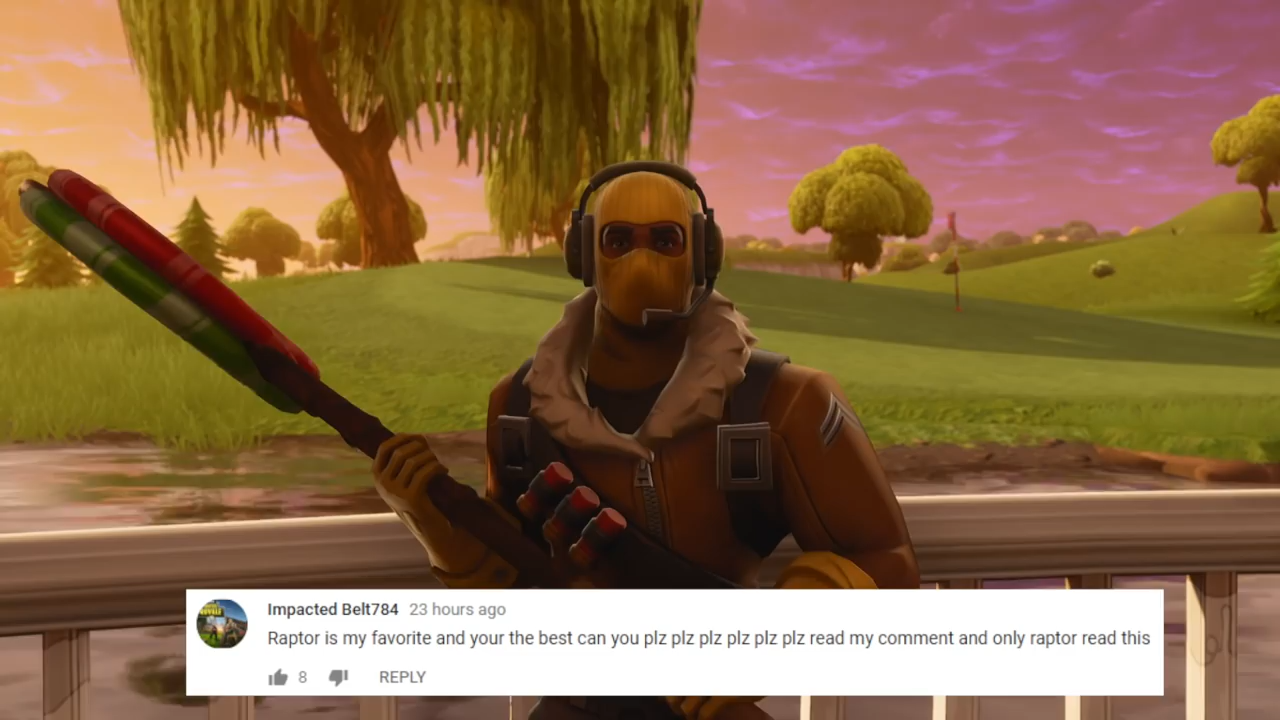 Impacted Belt784 23 hours ago
Raptor is my favorite and your the best can you plz plz plz plz plz plz read my comment and only raptor read this
8 REPLY